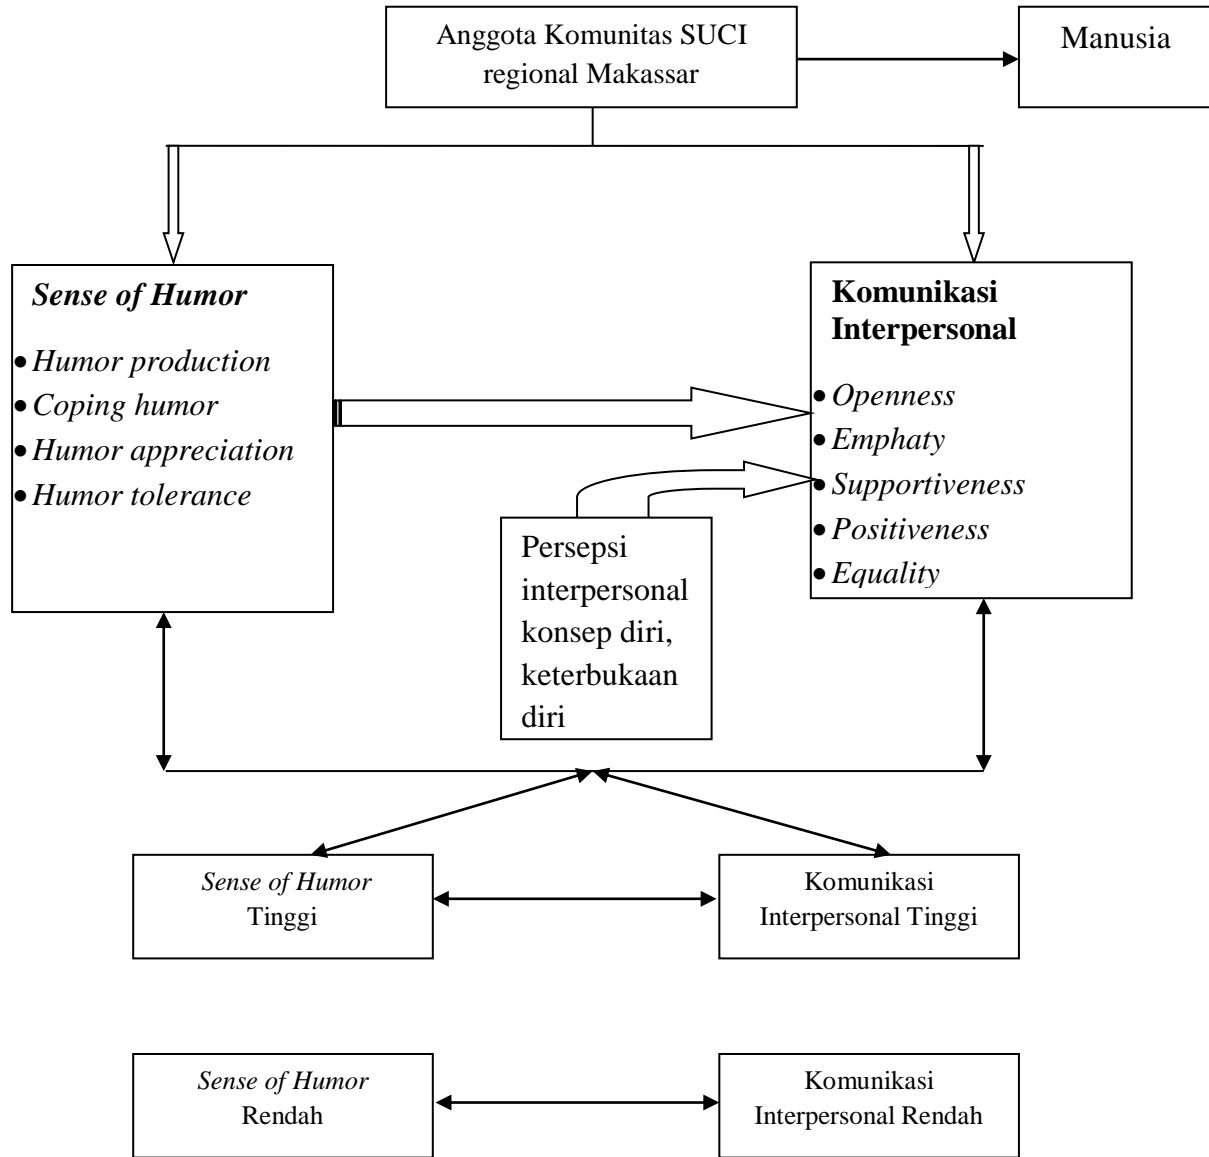 Anggota Komunitas SUCI
regional Makassar
Manusia
Sense of Humor
• Humor production
• Coping humor
• Humor appreciation
• Humor tolerance
Komunikasi
Interpersonal
• Openness
• Emphaty
• Supportiveness
• Positiveness
• Equality
Persepsi
interpersonal
konsep diri,
keterbukaan
diri
Sense of Humor
Tinggi
Komunikasi
Interpersonal Tinggi
Sense of Humor
Rendah
Komunikasi
Interpersonal Rendah